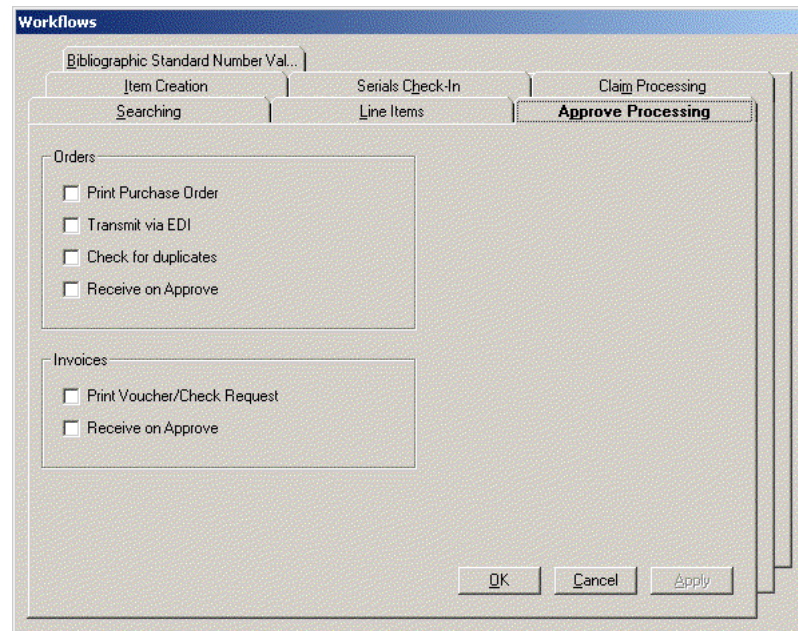 Workflows
Bibliographic Standard Number Val...
Item Creation
Serials Check-In
Claim Processing
Searching
Line Items
Approve Processing
Orders
Print Purchase Order
Transmit via EDI
Check for duplicates
Receive on Approve
Invoices
Print Voucher/Check Request
Receive on Approve
OK
Cancel
Apply